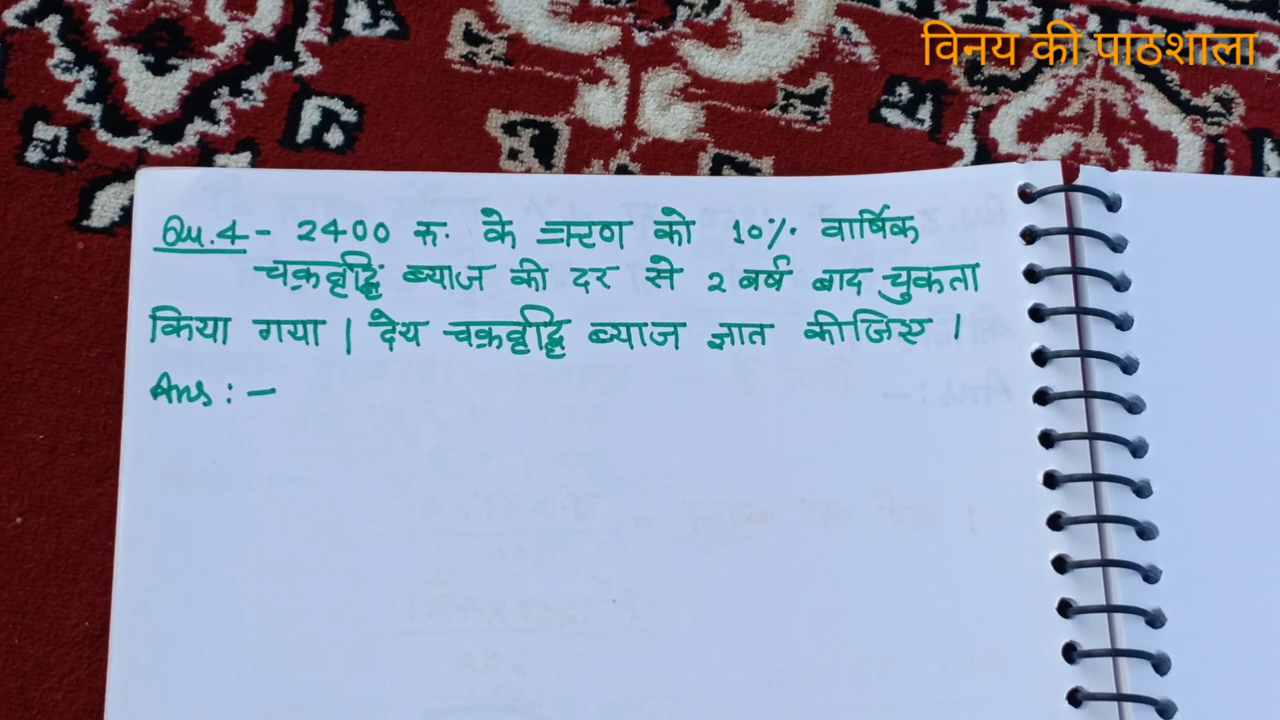 विनय की पाठशाला
Qu.4- 2400 रु. के ऋण को 10% वार्षिक
चक्रवृद्धि ब्याज की दर से 2 वर्ष बाद चुकता
किया गया । देय चक्रवृद्धि ब्याज ज्ञात कीजिए ।
Ans:-